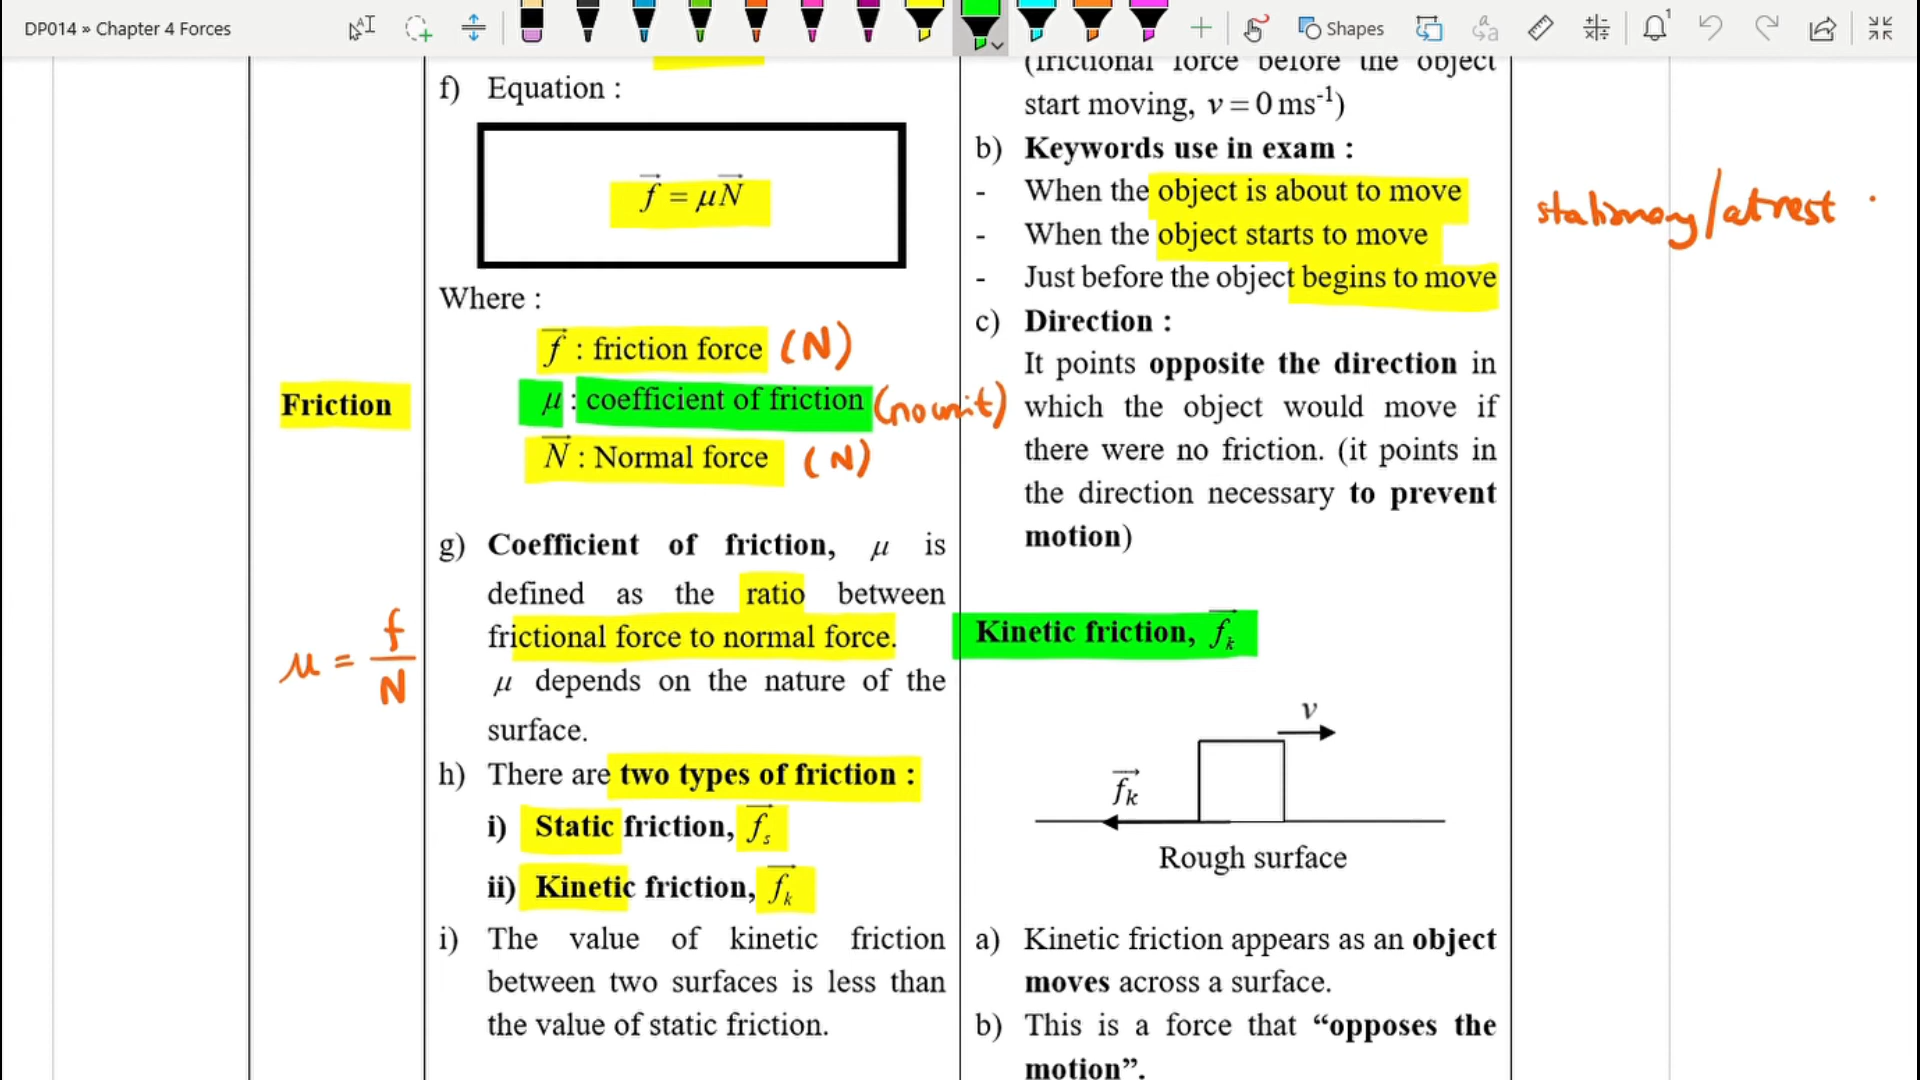 DP014 » Chapter 4 Forces
Shapes
1
Friction
μ = f/N
f) Equation :
f = μN
Where :
f : friction force (N)
μ : coefficient of friction (no unit)
N : Normal force (N)
g) Coefficient of friction, μ is
defined as the ratio between
frictional force to normal force.
μ depends on the nature of the
surface.
h) There are two types of friction :
i) Static friction, fs
ii) Kinetic friction, fk
i) The value of kinetic friction
between two surfaces is less than
the value of static friction.
(frictional force before the object
start moving, v = 0 ms-1)
b) Keywords use in exam :
- When the object is about to move
- When the object starts to move
- Just before the object begins to move
c) Direction :
It points opposite the direction in
which the object would move if
there were no friction. (it points in
the direction necessary to prevent
motion)
Kinetic friction, fk
v
fk
Rough surface
a) Kinetic friction appears as an object
moves across a surface.
b) This is a force that “opposes the
motion”.
stationary/at rest